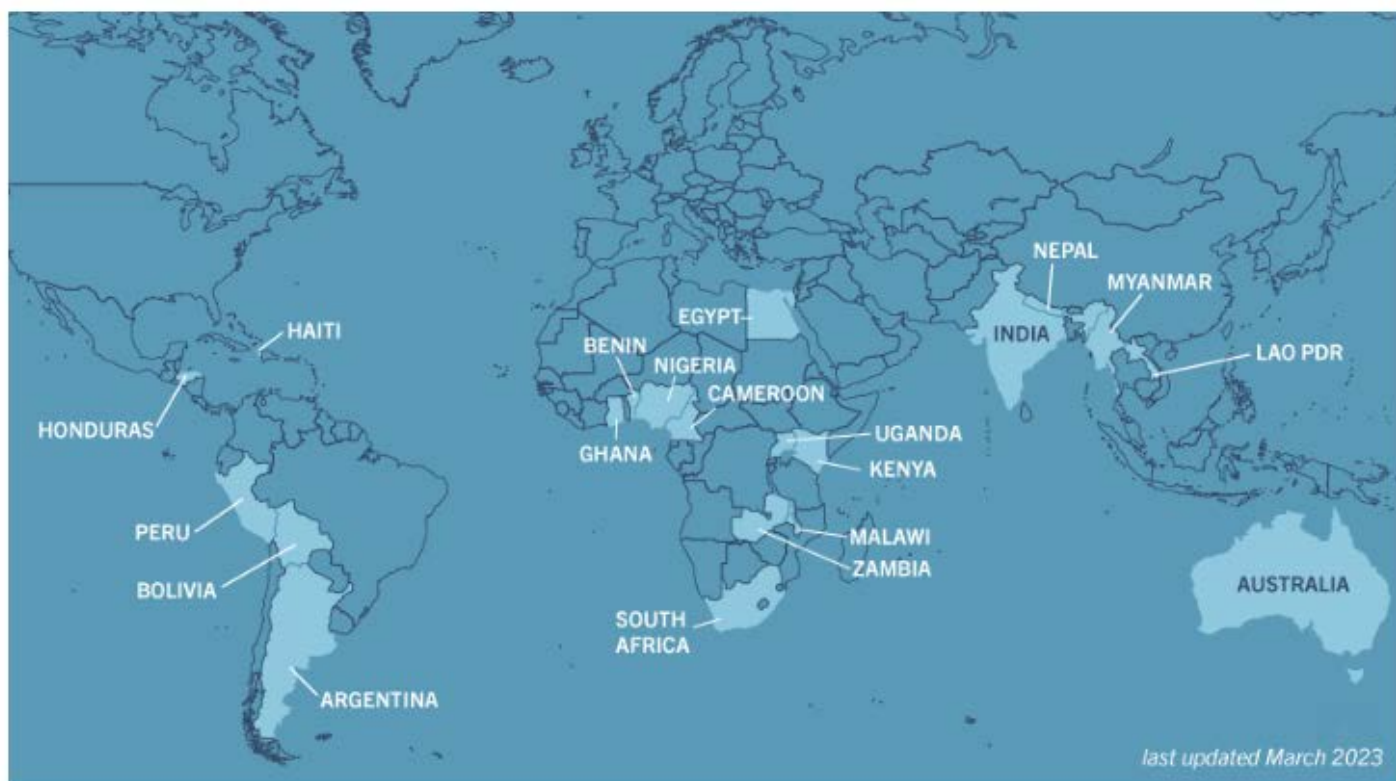 NEPAL
MYANMAR
EGYPT
HAITI
INDIA
BENIN
LAO PDR
NIGERIA
CAMEROON
HONDURAS
UGANDA
GHANA
KENYA
PERU
MALAWI
ZAMBIA
BOLIVIA
AUSTRALIA
SOUTH
AFRICA
ARGENTINA
last updated March 2023